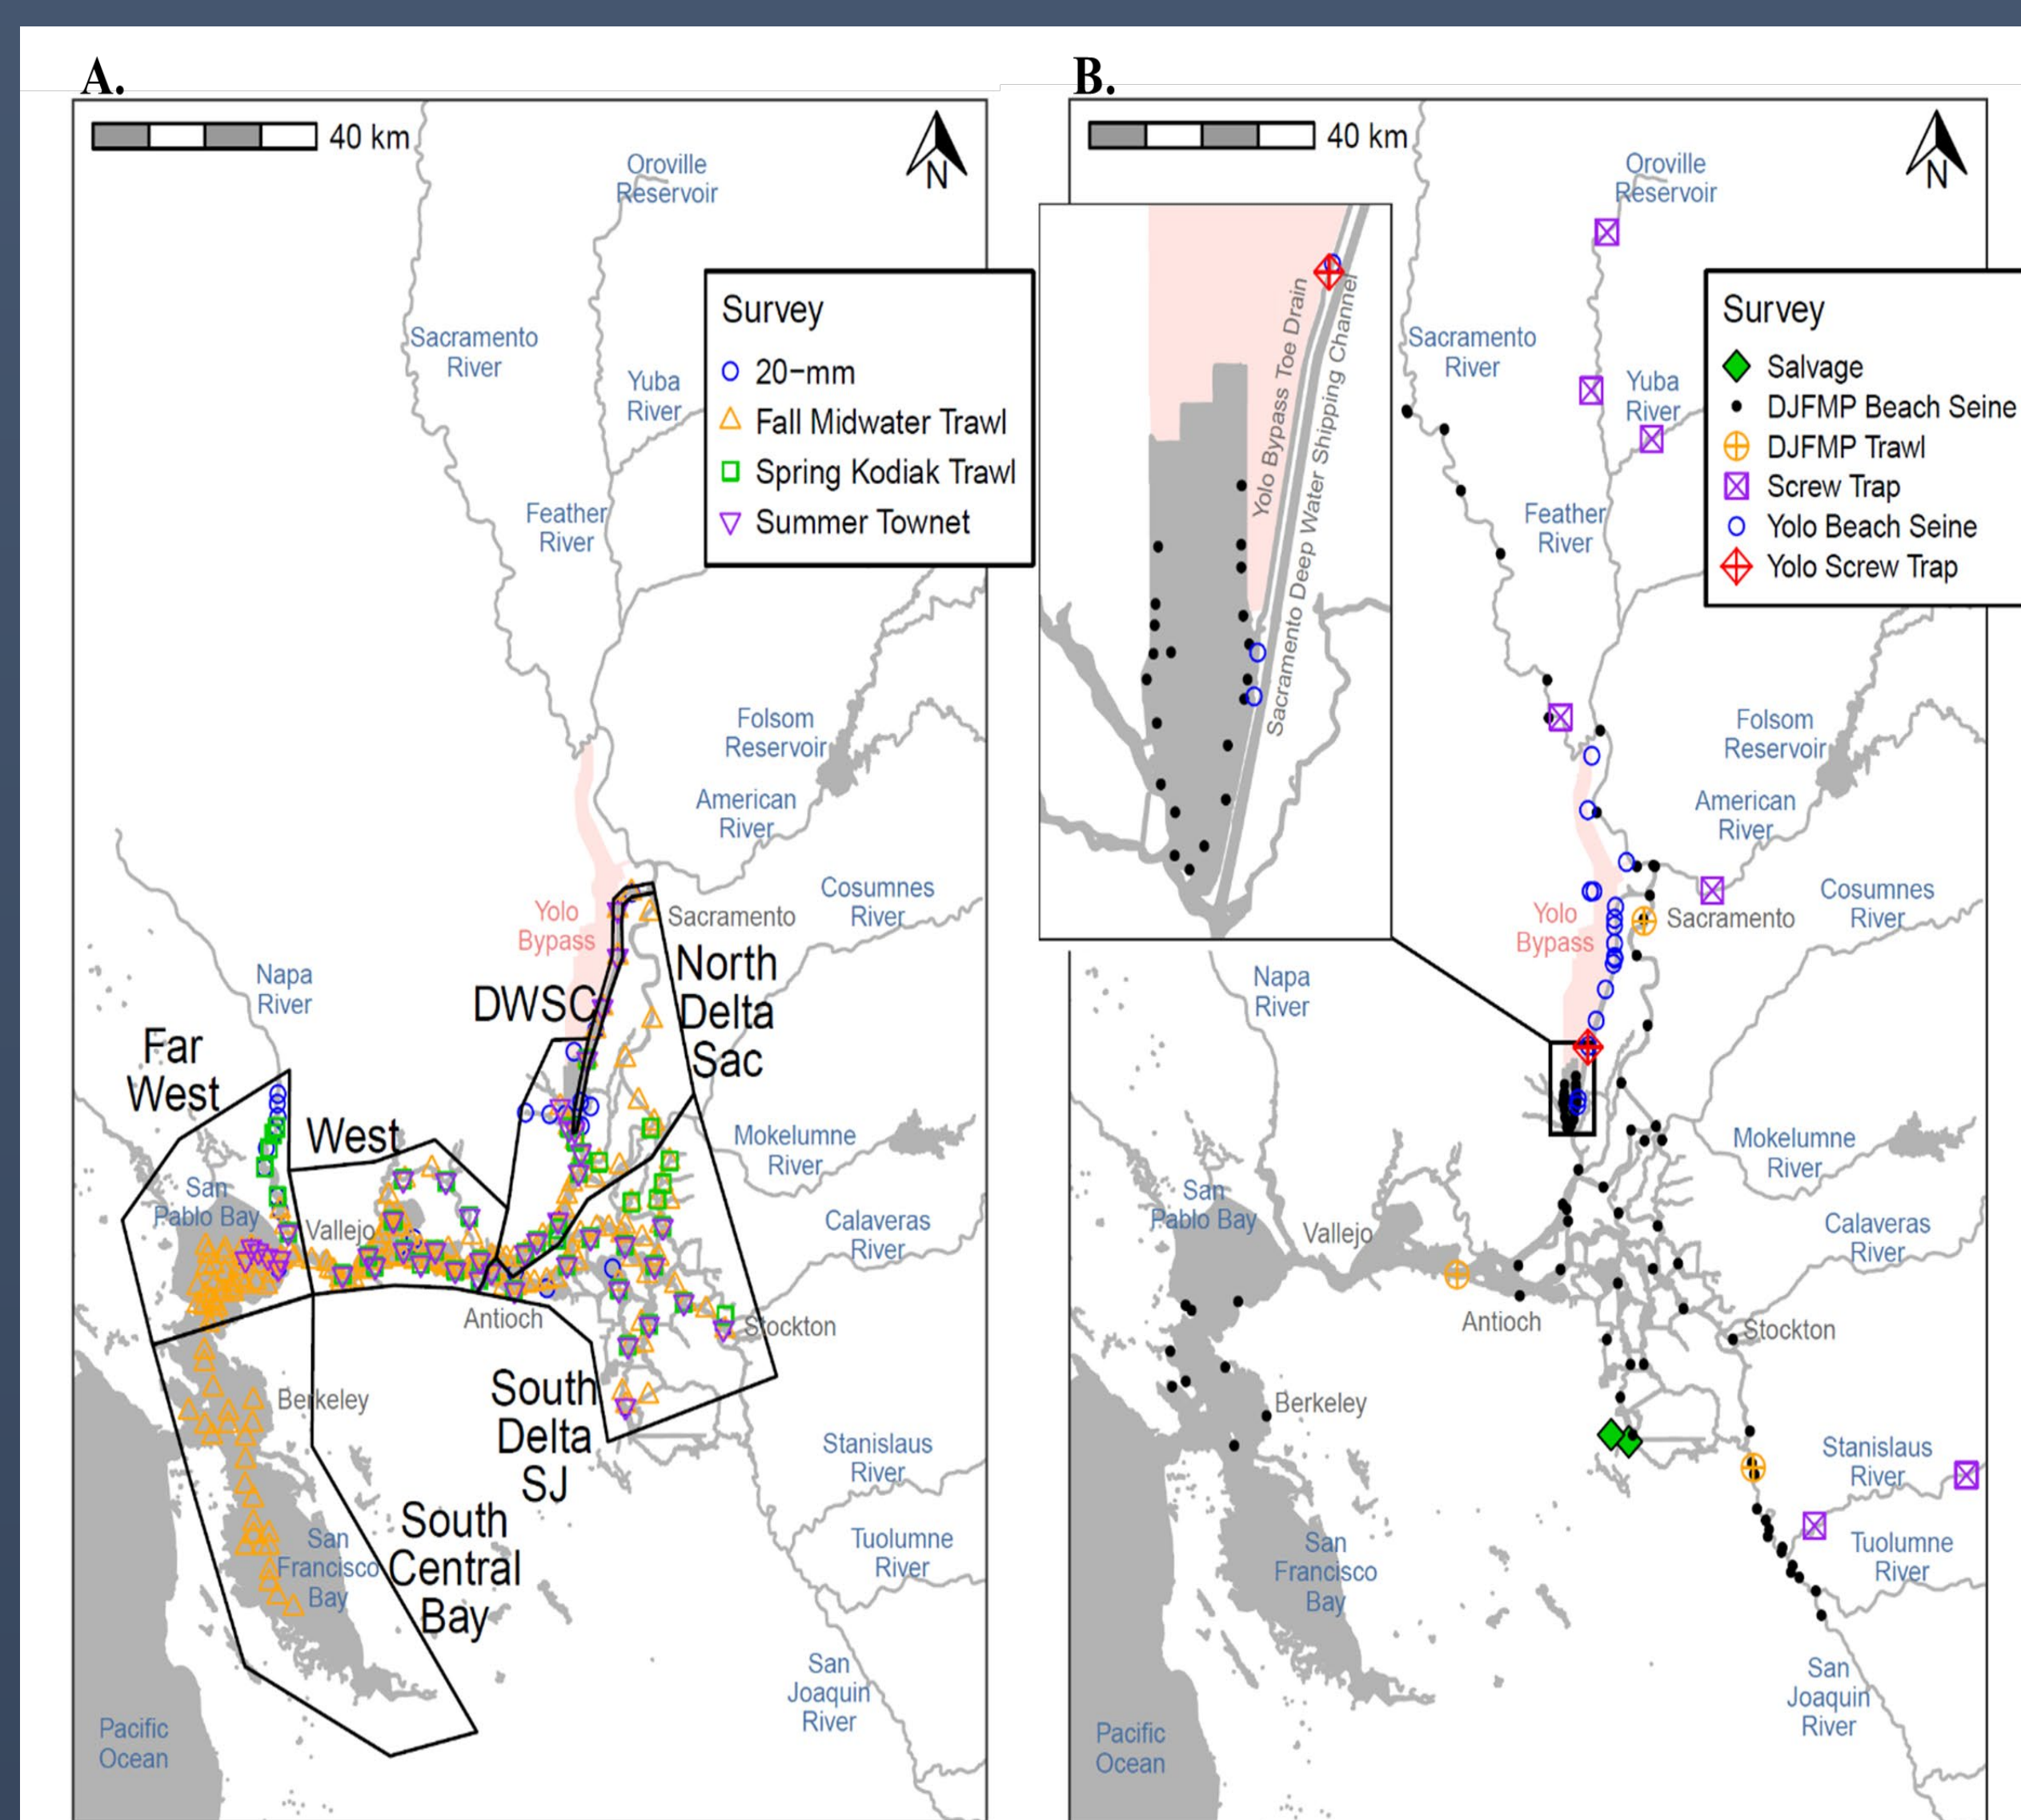 A.
40 km
N
Oroville
Reservoir
Sacramento
River
Yuba
River
Feather
River
Survey
20−mm
Fall Midwater Trawl
Spring Kodiak Trawl
Summer Townet
Folsom
Reservoir
American
River
Cosumnes
River
Yolo
Bypass
Sacramento
North
Delta
Sac
DWSC
Napa
River
Far
West
West
Mokelumne
River
San
Pablo Bay
Vallejo
Calaveras
River
Antioch
Stockton
Berkeley
South
Delta
SJ
Stanislaus
River
South
Central
Bay
San
Francisco
Bay
Tuolumne
River
San
Joaquin
River
Pacific
Ocean
B.
40 km
N
Oroville
Reservoir
Sacramento
River
Yuba
River
Feather
River
Survey
Salvage
DJFMP Beach Seine
DJFMP Trawl
Screw Trap
Yolo Beach Seine
Yolo Screw Trap
Yolo Bypass Toe Drain
Sacramento Deep Water Shipping Channel
Folsom
Reservoir
American
River
Cosumnes
River
Yolo
Bypass
Sacramento
Napa
River
Mokelumne
River
San
Pablo Bay
Vallejo
Calaveras
River
Antioch
Stockton
Berkeley
Stanislaus
River
San
Francisco
Bay
Tuolumne
River
San
Joaquin
River
Pacific
Ocean